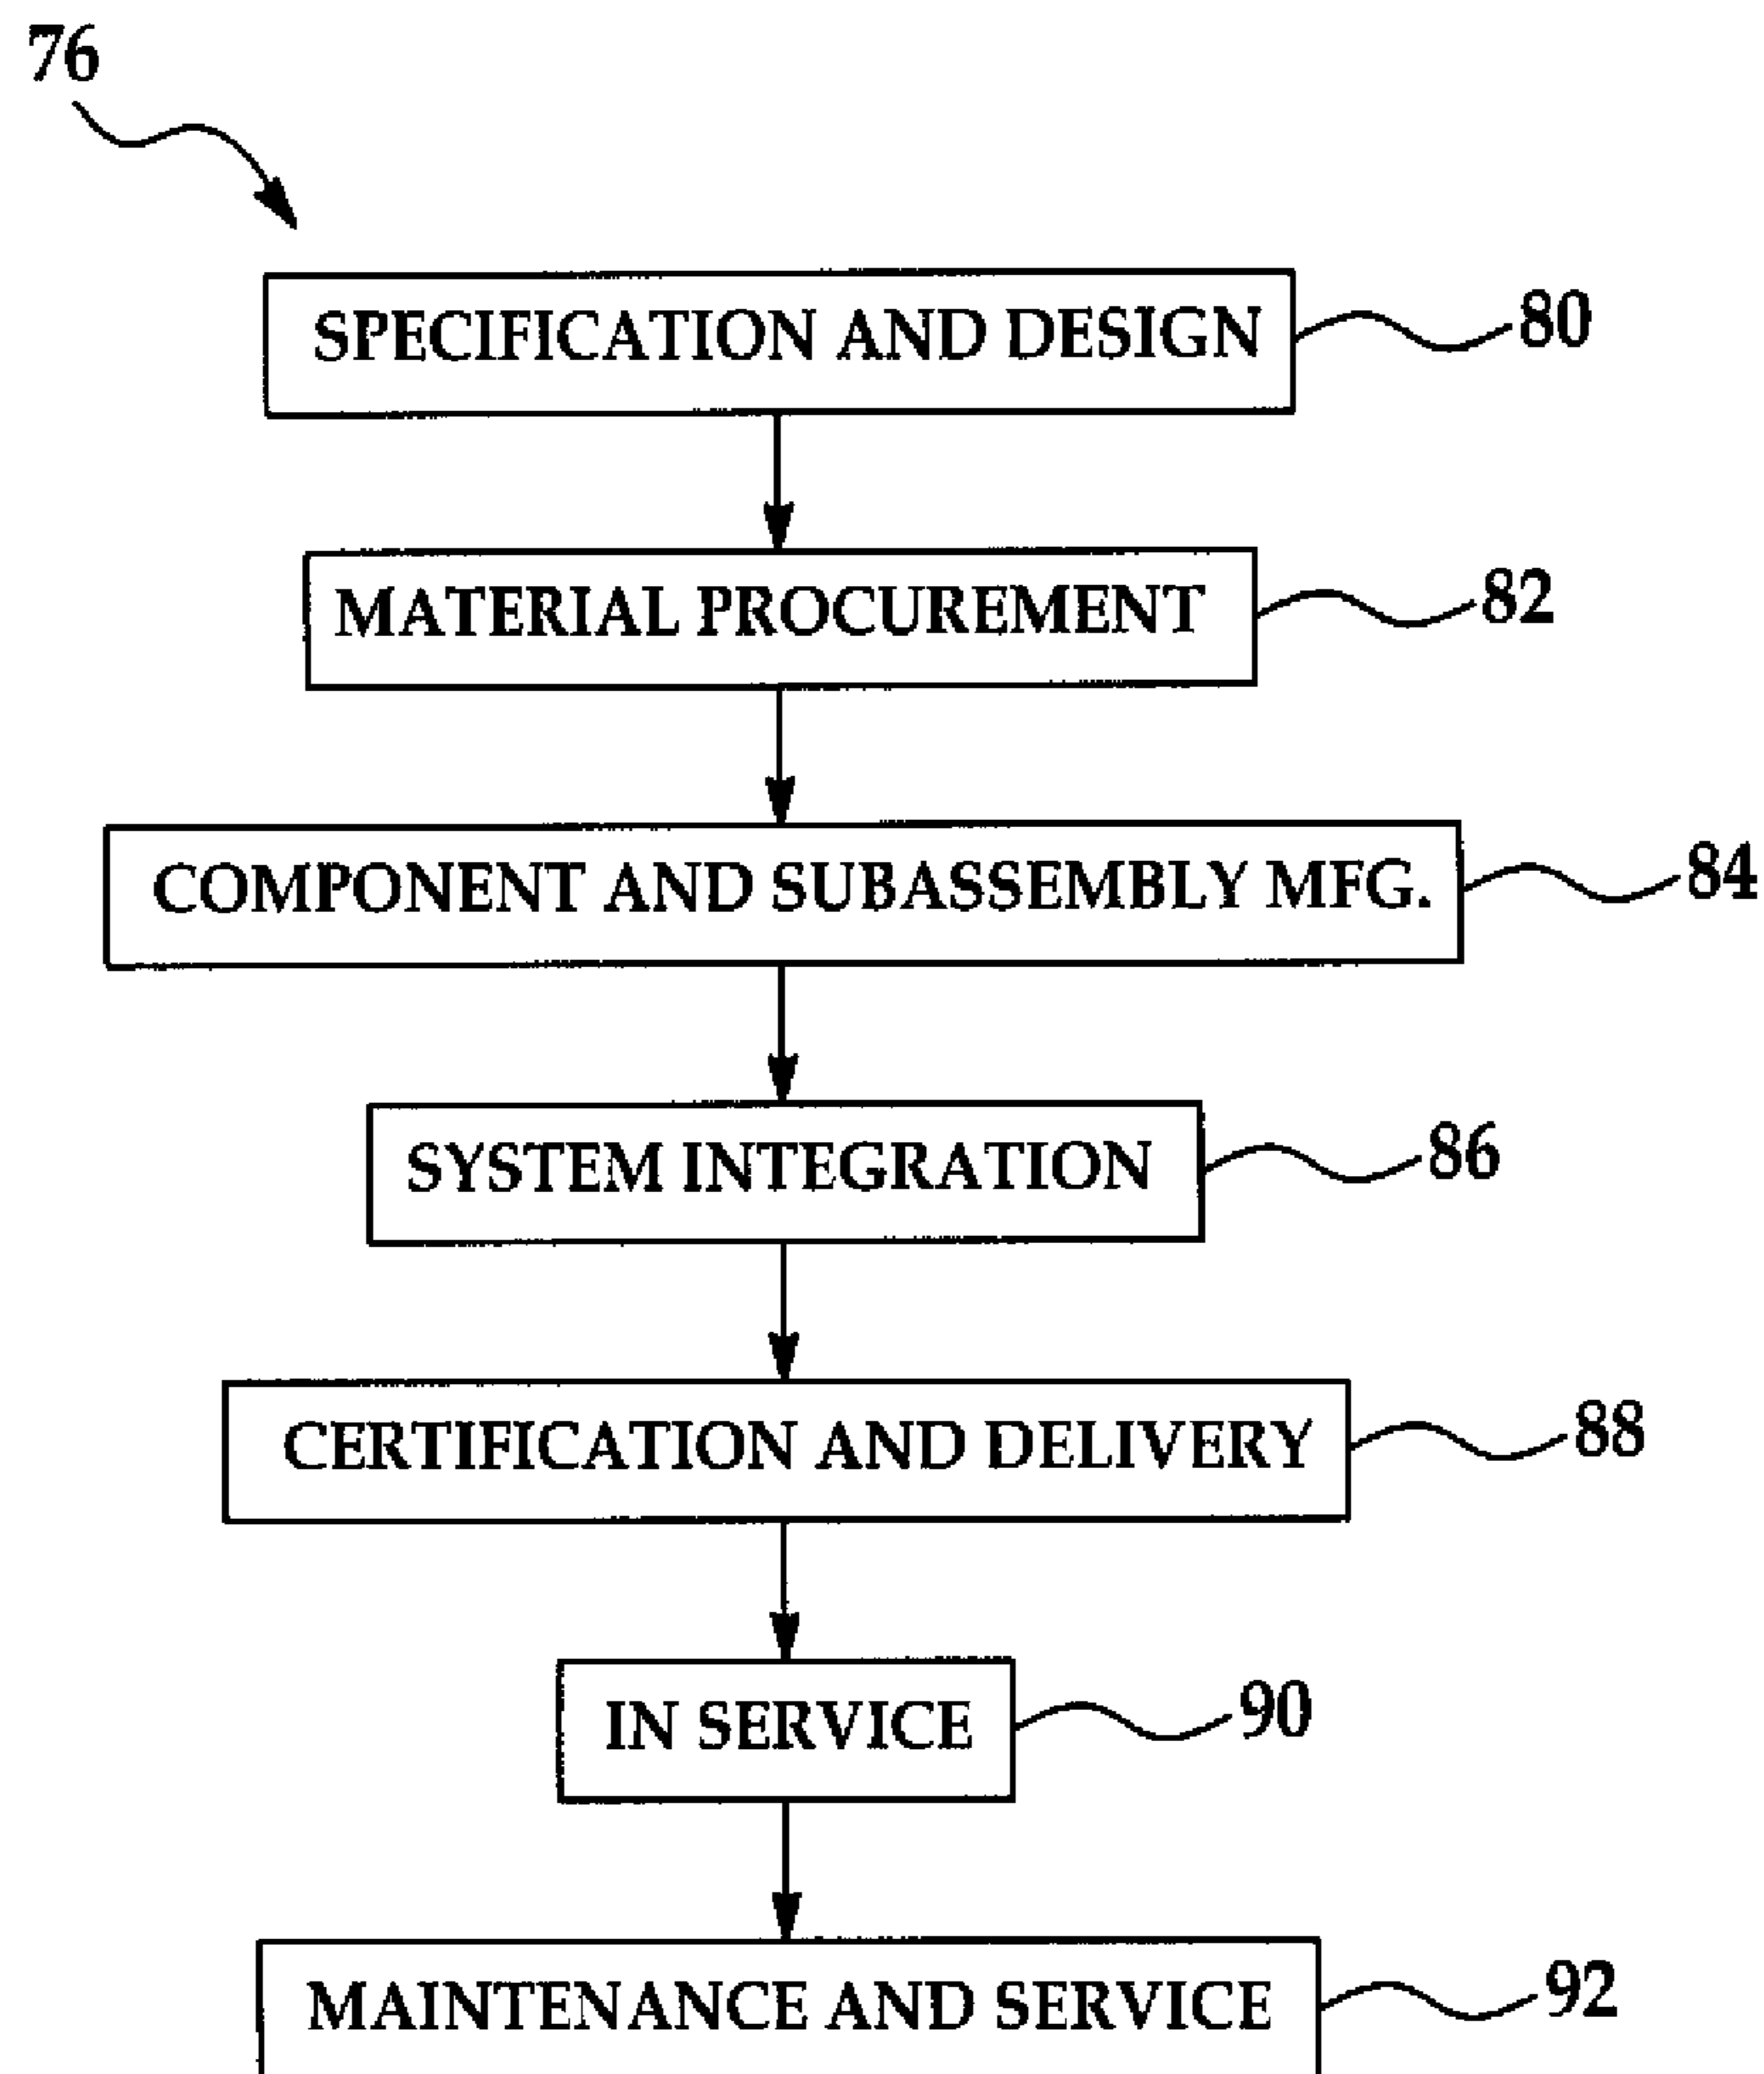 76
SPECIFICATION AND DESIGN 80
MATERIAL PROCUREMENT 82
COMPONENT AND SUBASSEMBLY MFG. 84
SYSTEM INTEGRATION 86
CERTIFICATION AND DELIVERY 88
IN SERVICE 90
MAINTENANCE AND SERVICE 92